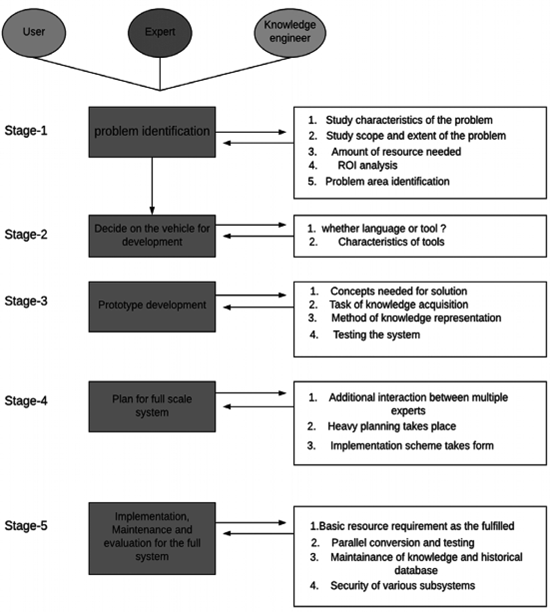 User
Expert
Knowledge
engineer
Stage-1
problem identification
1. Study characteristics of the problem
2. Study scope and extent of the problem
3. Amount of resource needed
4. ROI analysis
5. Problem area identification
Stage-2
Decide on the vehicle for
development
1. whether language or tool ?
2. Characteristics of tools
Stage-3
Prototype development
1. Concepts needed for solution
2. Task of knowledge acquisition
3. Method of knowledge representation
4. Testing the system
Stage-4
Plan for full scale
system
1. Additional interaction between multiple
experts
2. Heavy planning takes place
3. Implementation scheme takes form
Stage-5
Implementation,
Maintenance and
evaluation for the full
system
1.Basic resource requirement as the fulfilled
2. Parallel conversion and testing
3. Maintainance of knowledge and historical
database
4. Security of various subsystems